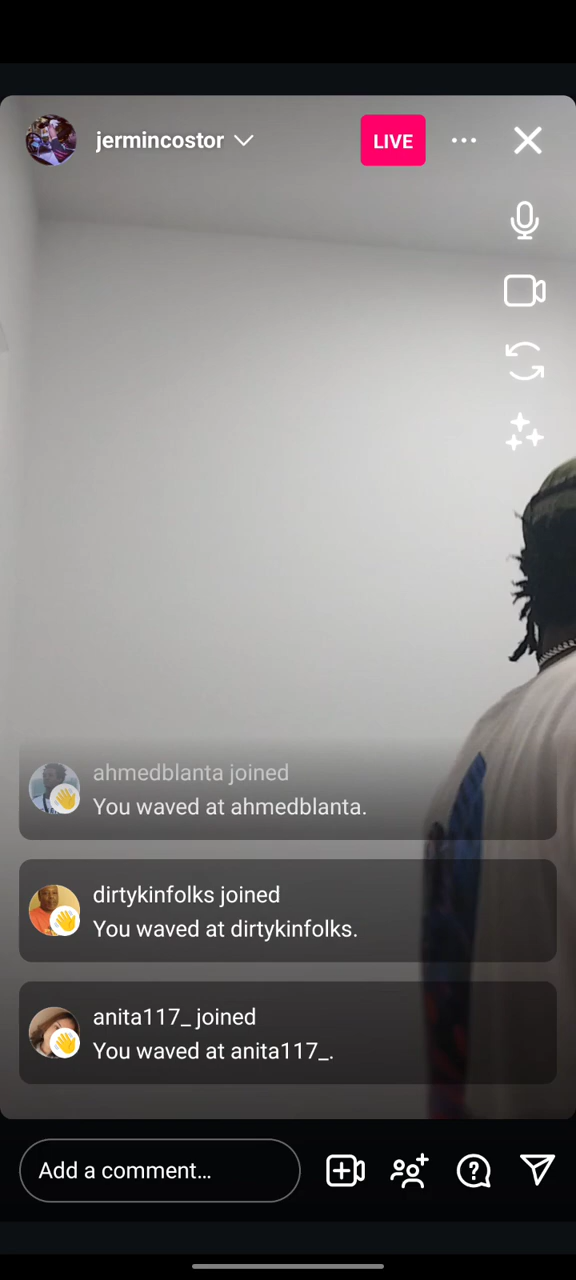 jermincostor
LIVE
ahmedblanta joined
You waved at ahmedblanta.
dirtykinfolks joined
You waved at dirtykinfolks.
anita117_ joined
You waved at anita117_.
Add a comment...